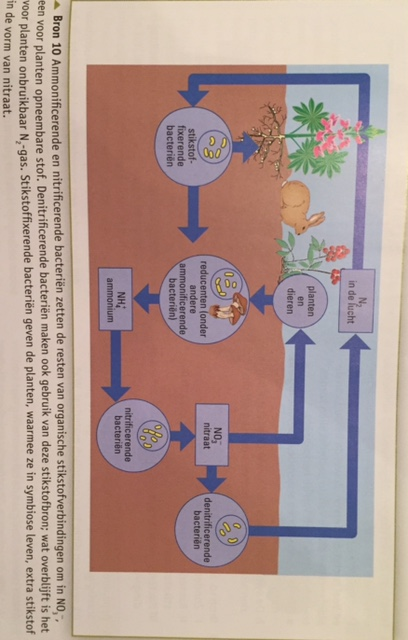 N₂
in de lucht
planten
en
dieren
stikstof-
fixerende
bacteriën
reducenten (onder
andere
ammonificerende
bacteriën)
NH₄⁺
ammonium
nitrificerende
bacteriën
NO₃⁻
nitraat
denitrificerende
bacteriën
▲ Bron 10 Ammonificerende en nitrificerende bacteriën zetten de resten van organische stikstofverbindingen om in NO₃⁻,
een voor planten opneembare stof. Denitrificerende bacteriën maken ook gebruik van deze stikstofbron; wat overblijft is het
voor planten onbruikbaar N₂-gas. Stikstoffixerende bacteriën geven de planten, waarmee ze in symbiose leven, extra stikstof
in de vorm van nitraat.